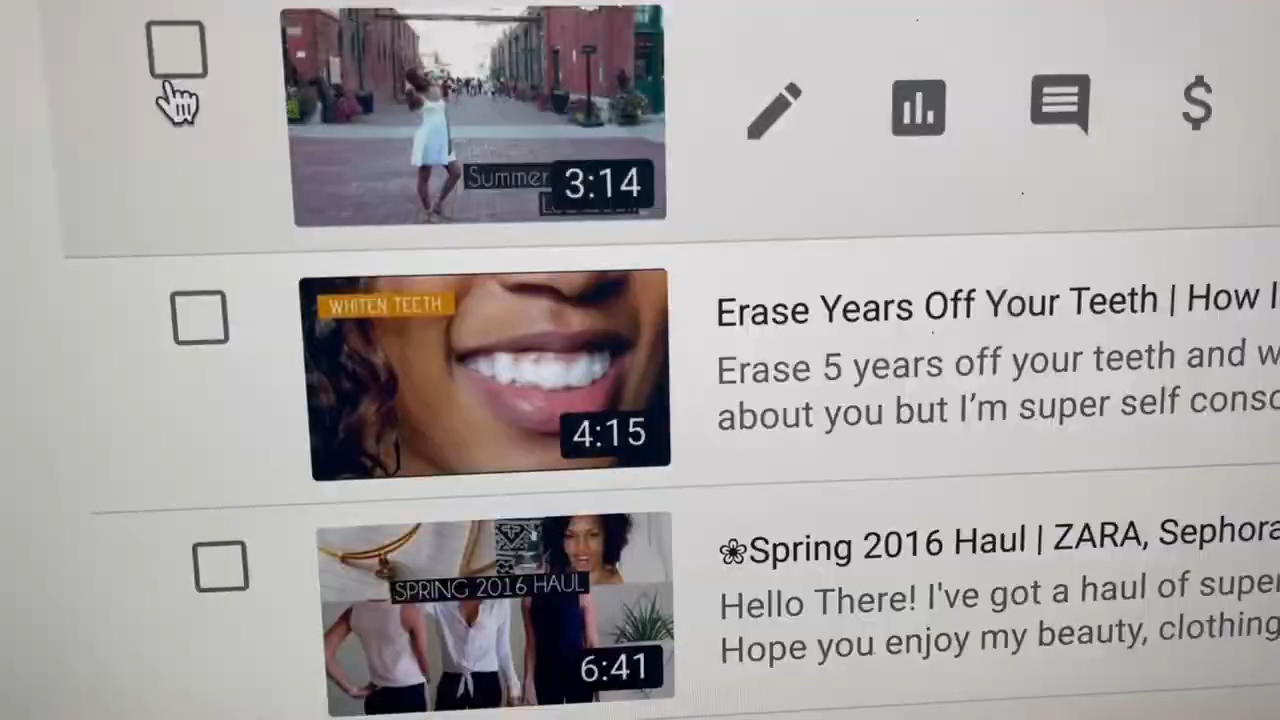 Summer
3:14
WHITEN TEETH
4:15
Erase Years Off Your Teeth | How I
Erase 5 years off your teeth and w
about you but I'm super self consc
SPRING 2016 HAUL
6:41
❀Spring 2016 Haul | ZARA, Sephora
Hello There! I've got a haul of super
Hope you enjoy my beauty, clothing